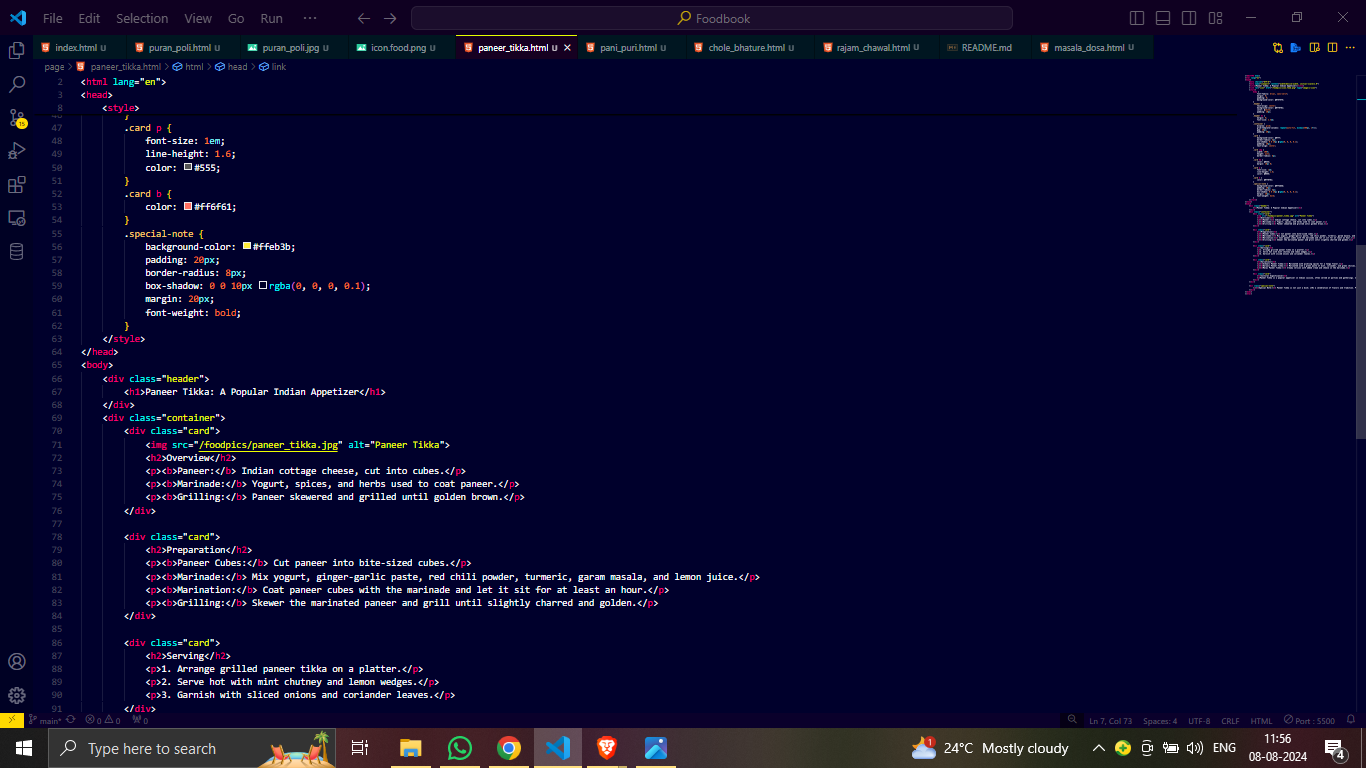 File Edit Selection View Go Run ··· Foodbook
index.html U puran_poli.html U puran_poli.jpg U icon.food.png U paneer_tikka.html U pani_puri.html U chole_bhature.html U rajam_chawal.html U README.md masala_dosa.html U
page > paneer_tikka.html > html > head > link
2 <html lang="en">
3 <head>
8 <style>
46 }
47 .card p {
48 font-size: 1em;
49 line-height: 1.6;
50 color: #555;
51 }
52 .card b {
53 color: #ff6f61;
54 }
55 .special-note {
56 background-color: #ffeb3b;
57 padding: 20px;
58 border-radius: 8px;
59 box-shadow: 0 0 10px rgba(0, 0, 0, 0.1);
60 margin: 20px;
61 font-weight: bold;
62 }
63 </style>
64 </head>
65 <body>
66 <div class="header">
67 <h1>Paneer Tikka: A Popular Indian Appetizer</h1>
68 </div>
69 <div class="container">
70 <div class="card">
71 <img src="/foodpics/paneer_tikka.jpg" alt="Paneer Tikka">
72 <h2>Overview</h2>
73 <p><b>Paneer:</b> Indian cottage cheese, cut into cubes.</p>
74 <p><b>Marinade:</b> Yogurt, spices, and herbs used to coat paneer.</p>
75 <p><b>Grilling:</b> Paneer skewered and grilled until golden brown.</p>
76 </div>
77
78 <div class="card">
79 <h2>Preparation</h2>
80 <p><b>Paneer Cubes:</b> Cut paneer into bite-sized cubes.</p>
81 <p><b>Marinade:</b> Mix yogurt, ginger-garlic paste, red chili powder, turmeric, garam masala, and lemon juice.</p>
82 <p><b>Marination:</b> Coat paneer cubes with the marinade and let it sit for at least an hour.</p>
83 <p><b>Grilling:</b> Skewer the marinated paneer and grill until slightly charred and golden.</p>
84 </div>
85
86 <div class="card">
87 <h2>Serving</h2>
88 <p>1. Arrange grilled paneer tikka on a platter.</p>
89 <p>2. Serve hot with mint chutney and lemon wedges.</p>
90 <p>3. Garnish with sliced onions and coriander leaves.</p>
91 </div>
15
main* 0 0 0 Ln 7, Col 73 Spaces: 4 UTF-8 CRLF HTML Port : 5500
Type here to search 1 24°C Mostly cloudy ENG 11:56
08-08-2024 4